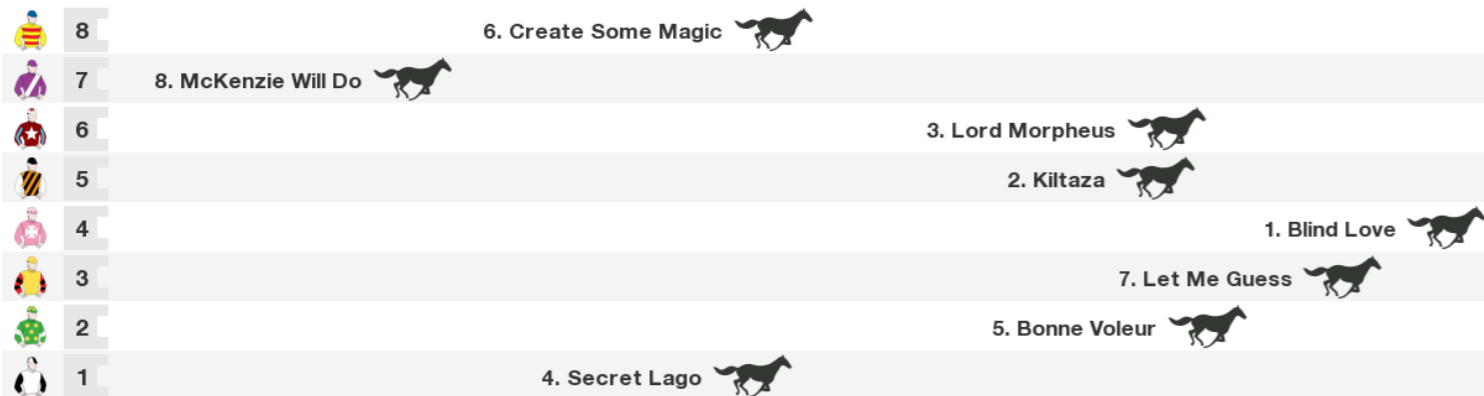 8 6. Create Some Magic
7 8. McKenzie Will Do
6 3. Lord Morpheus
5 2. Kiltaza
4 1. Blind Love
3 7. Let Me Guess
2 5. Bonne Voleur
1 4. Secret Lago